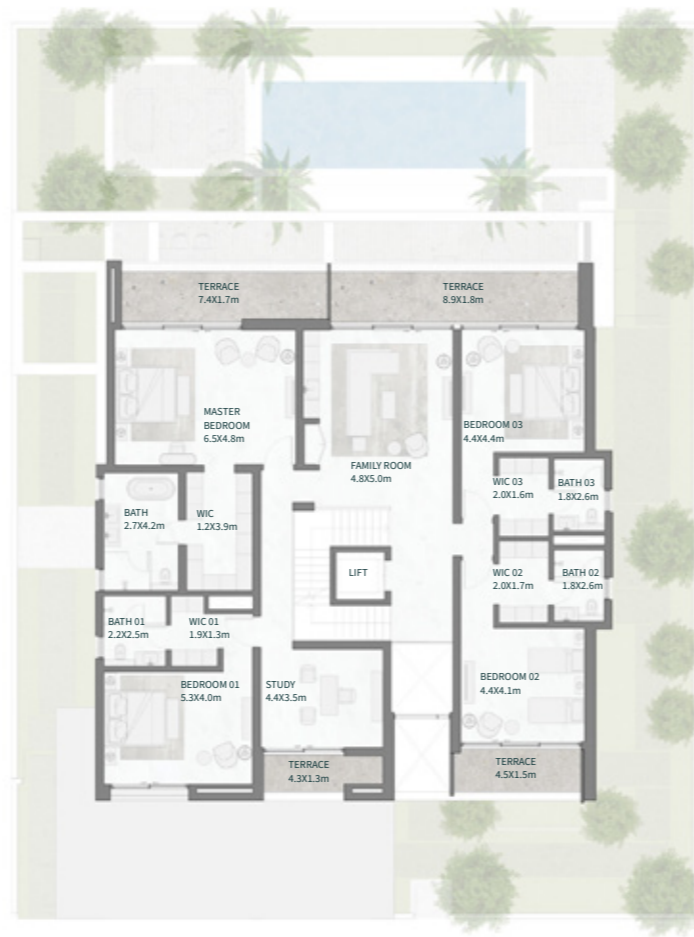 TERRACE
7.4X1.7m
TERRACE
8.9X1.8m
MASTER
BEDROOM
6.5X4.8m
BEDROOM 03
4.4X4.4m
FAMILY ROOM
4.8X5.0m
WIC 03
2.0X1.6m
BATH 03
1.8X2.6m
BATH
2.7X4.2m
WIC
1.2X3.9m
LIFT
WIC 02
2.0X1.7m
BATH 02
1.8X2.6m
BATH 01
2.2X2.5m
WIC 01
1.9X1.3m
BEDROOM 01
5.3X4.0m
STUDY
4.4X3.5m
BEDROOM 02
4.4X4.1m
TERRACE
4.3X1.3m
TERRACE
4.5X1.5m